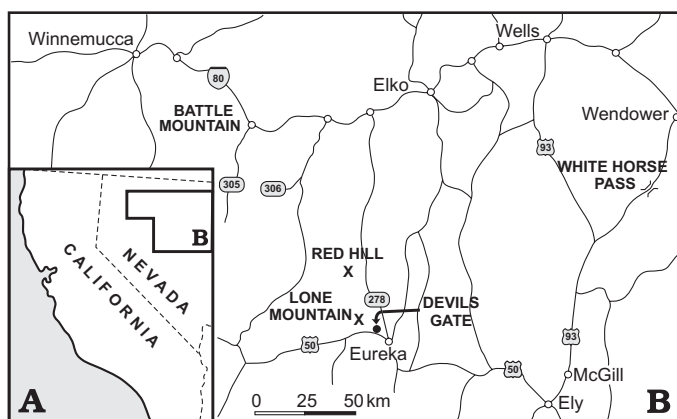 Winnemucca
Wells
80
Elko
BATTLE
MOUNTAIN
Wendower
93
WHITE HORSE
PASS
305
306
B
CALIFORNIA
NEVADA
RED HILL
X
278
LONE
MOUNTAIN X
DEVILS
GATE
50
Eureka
93
50
McGill
A
0 25 50 km
Ely
B